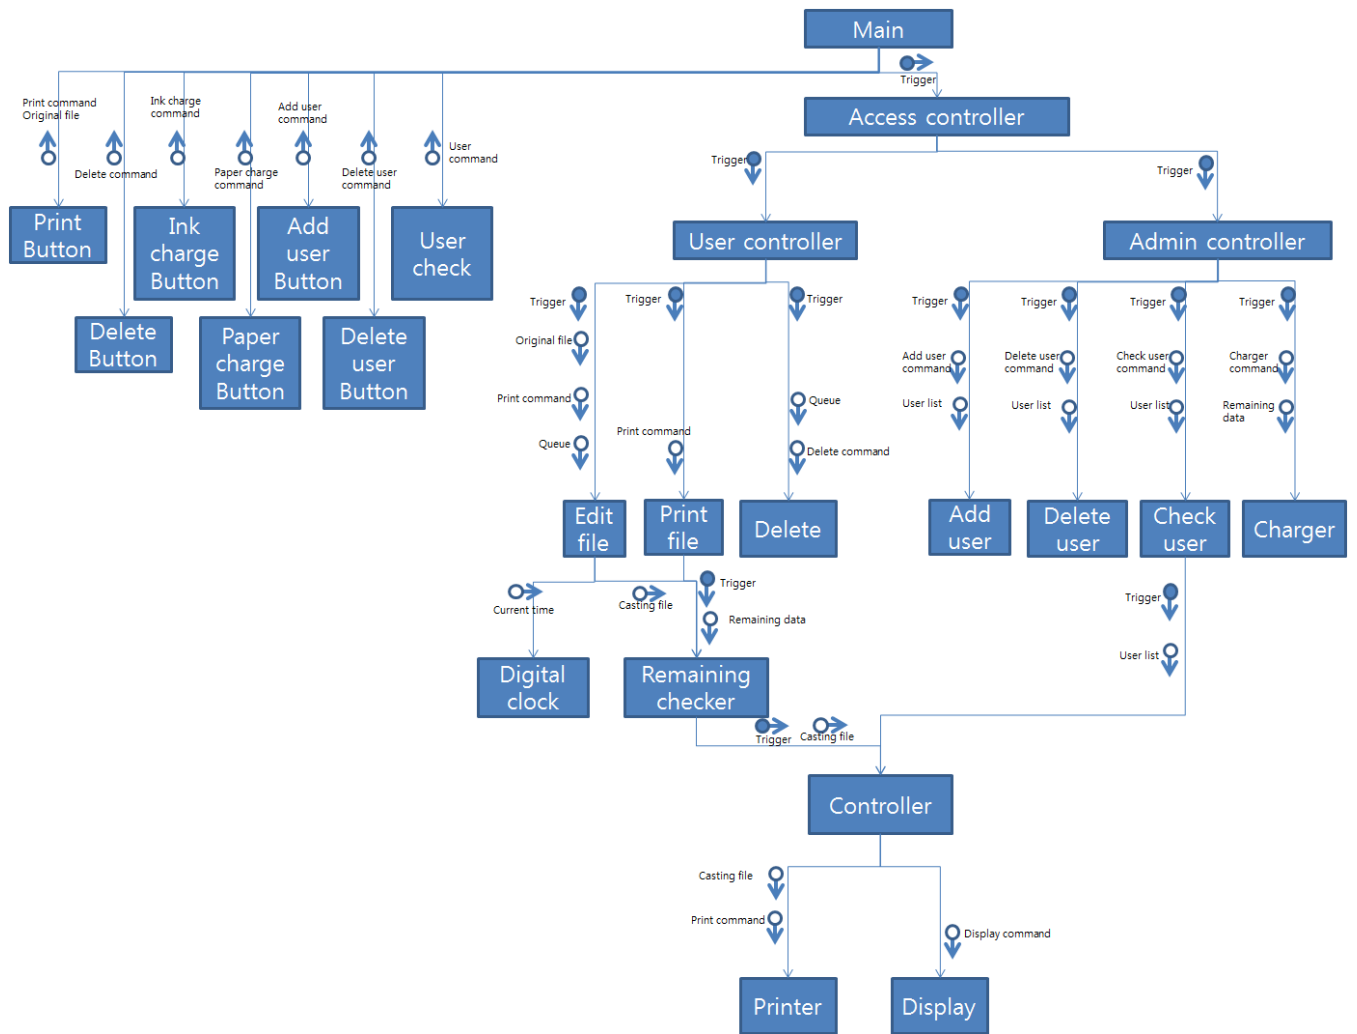 Main
Trigger
Access controller
Print command
Original file
Ink charge
command
Add user
command
User
command
Delete command
Paper charge
command
Delete user
command
Trigger
Trigger
Print
Button
Ink
charge
Button
Add
user
Button
User
check
User controller
Admin controller
Delete
Button
Paper
charge
Button
Delete
user
Button
Trigger
Trigger
Trigger
Trigger
Trigger
Trigger
Trigger
Original file
Add user
command
Delete user
command
Check user
command
Charger
command
Print command
Queue
User list
User list
User list
Remaining
data
Queue
Print command
Delete command
Edit
file
Print
file
Delete
Add
user
Delete
user
Check
user
Charger
Current time
Casting file
Trigger
Remaining data
Trigger
User list
Digital
clock
Remaining
checker
Trigger
Casting file
Controller
Casting file
Print command
Display command
Printer
Display